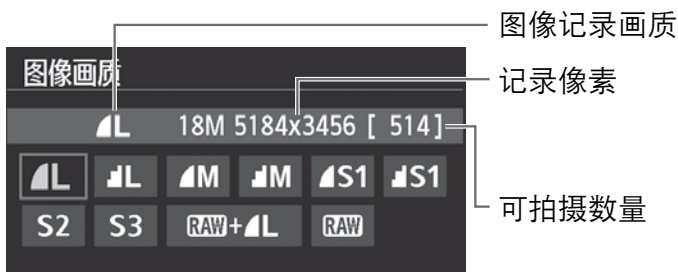 图像记录画质
图像画质
记录像素
L 18M 5184x3456 [ 514]
L L M M S1 S1
可拍摄数量
S2 S3 RAW+L RAW